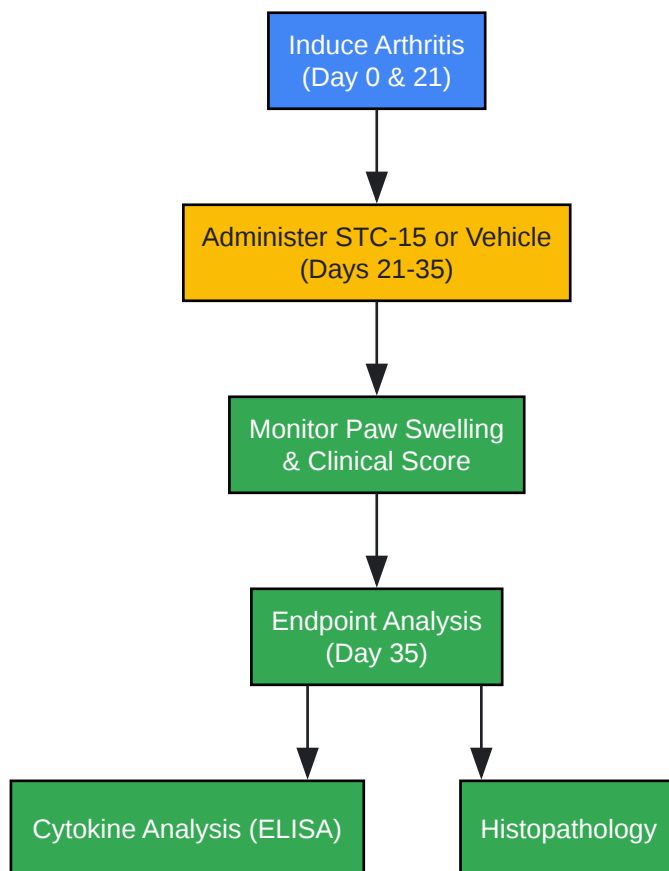 Induce Arthritis
(Day 0 & 21)
Administer STC-15 or Vehicle
(Days 21-35)
Monitor Paw Swelling
& Clinical Score
Endpoint Analysis
(Day 35)
Cytokine Analysis (ELISA)
Histopathology